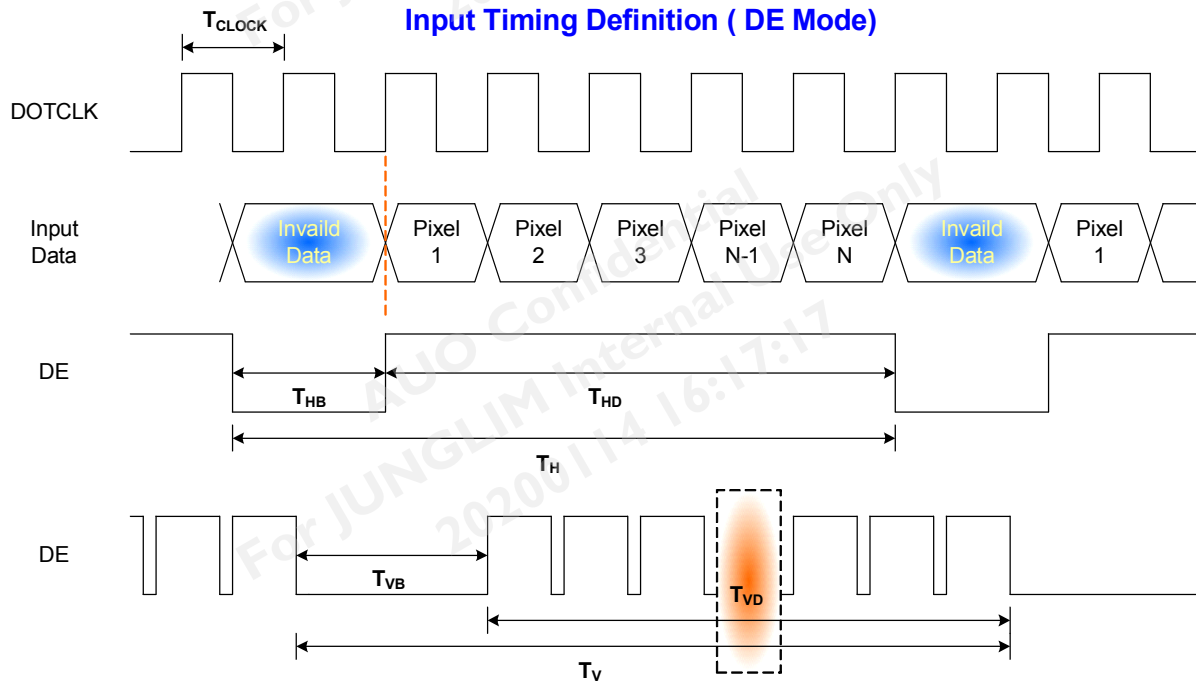 Input Timing Definition ( DE Mode)
TCLOCK
DOTCLK
Input
Data
Invaild
Data
Pixel
1
Pixel
2
Pixel
3
Pixel
N-1
Pixel
N
Invaild
Data
Pixel
1
DE
THB
THD
TH
DE
TVB
TVD
TV
AUO Confidential
For JUNGLIM Internal Use Only
20200114 16:17:17